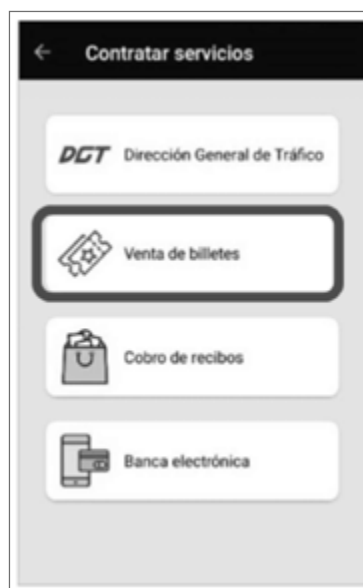 Contratar servicios
DGT Dirección General de Tráfico
Venta de billetes
Cobro de recibos
Banca electrónica